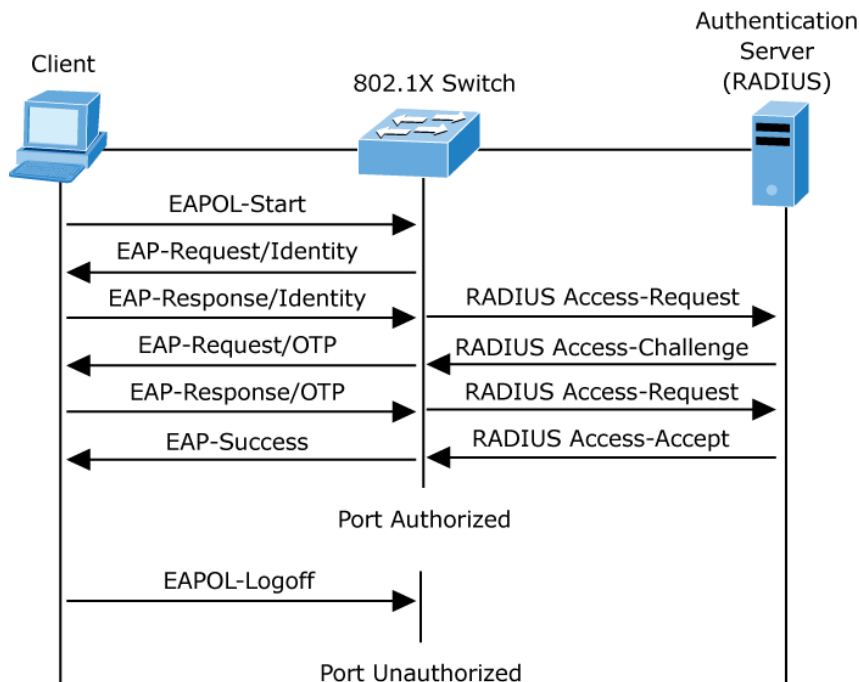 Authentication
Server
(RADIUS)
Client
802.1X Switch
EAPOL-Start
EAP-Request/Identity
EAP-Response/Identity
RADIUS Access-Request
EAP-Request/OTP
RADIUS Access-Challenge
EAP-Response/OTP
RADIUS Access-Request
EAP-Success
RADIUS Access-Accept
Port Authorized
EAPOL-Logoff
Port Unauthorized